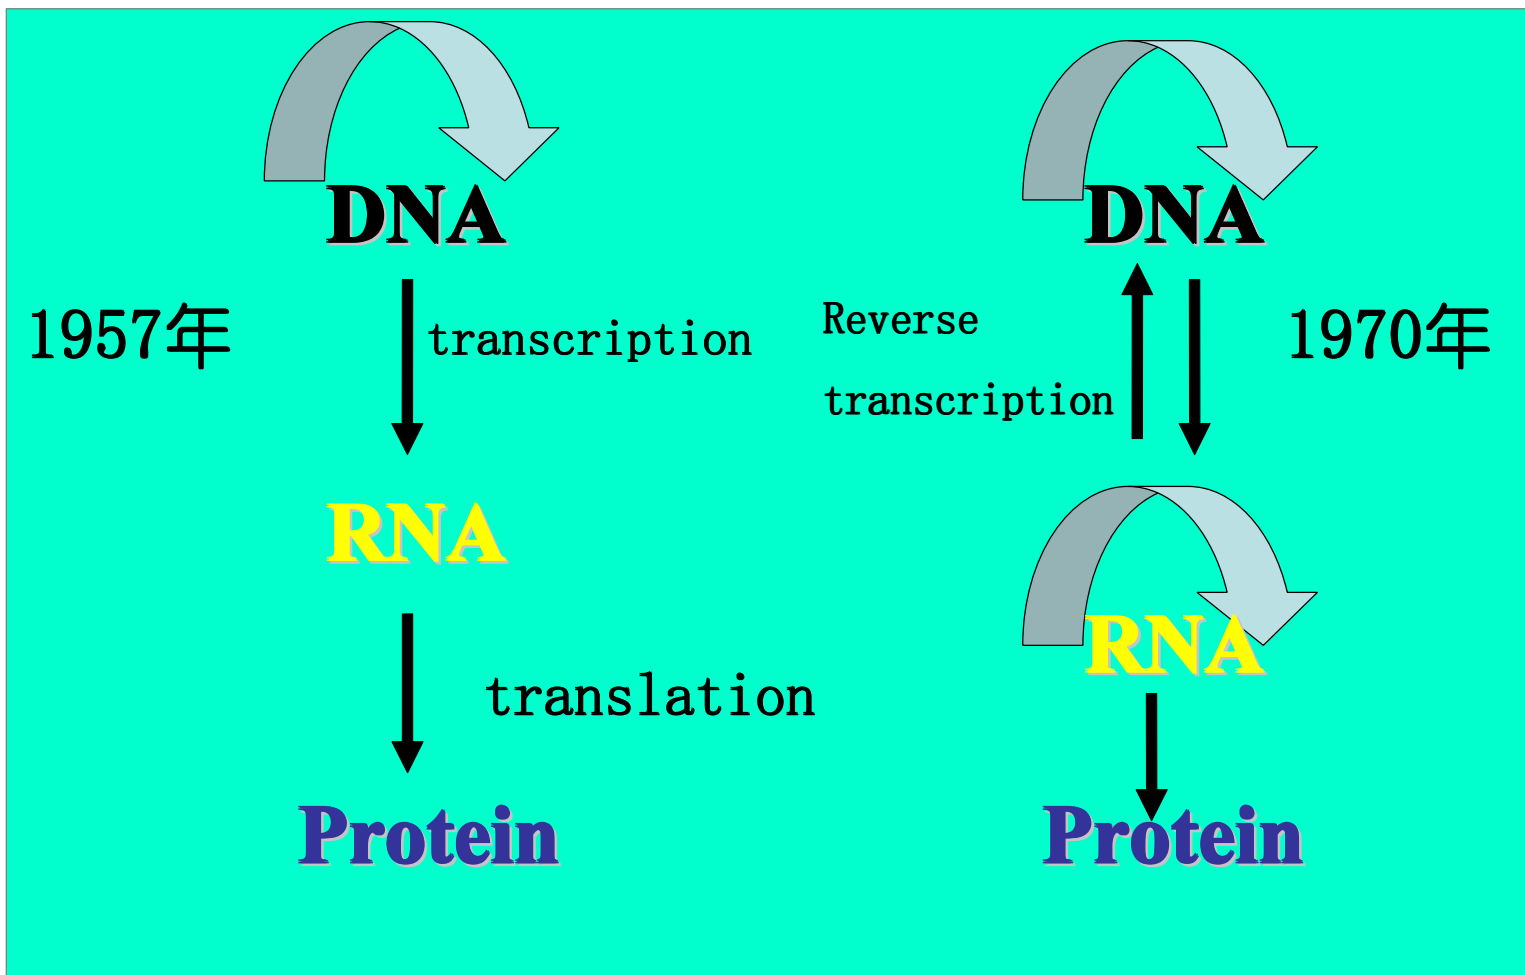 DNA
1957年
transcription
RNA
translation
Protein
DNA
Reverse
transcription
1970年
RNA
Protein